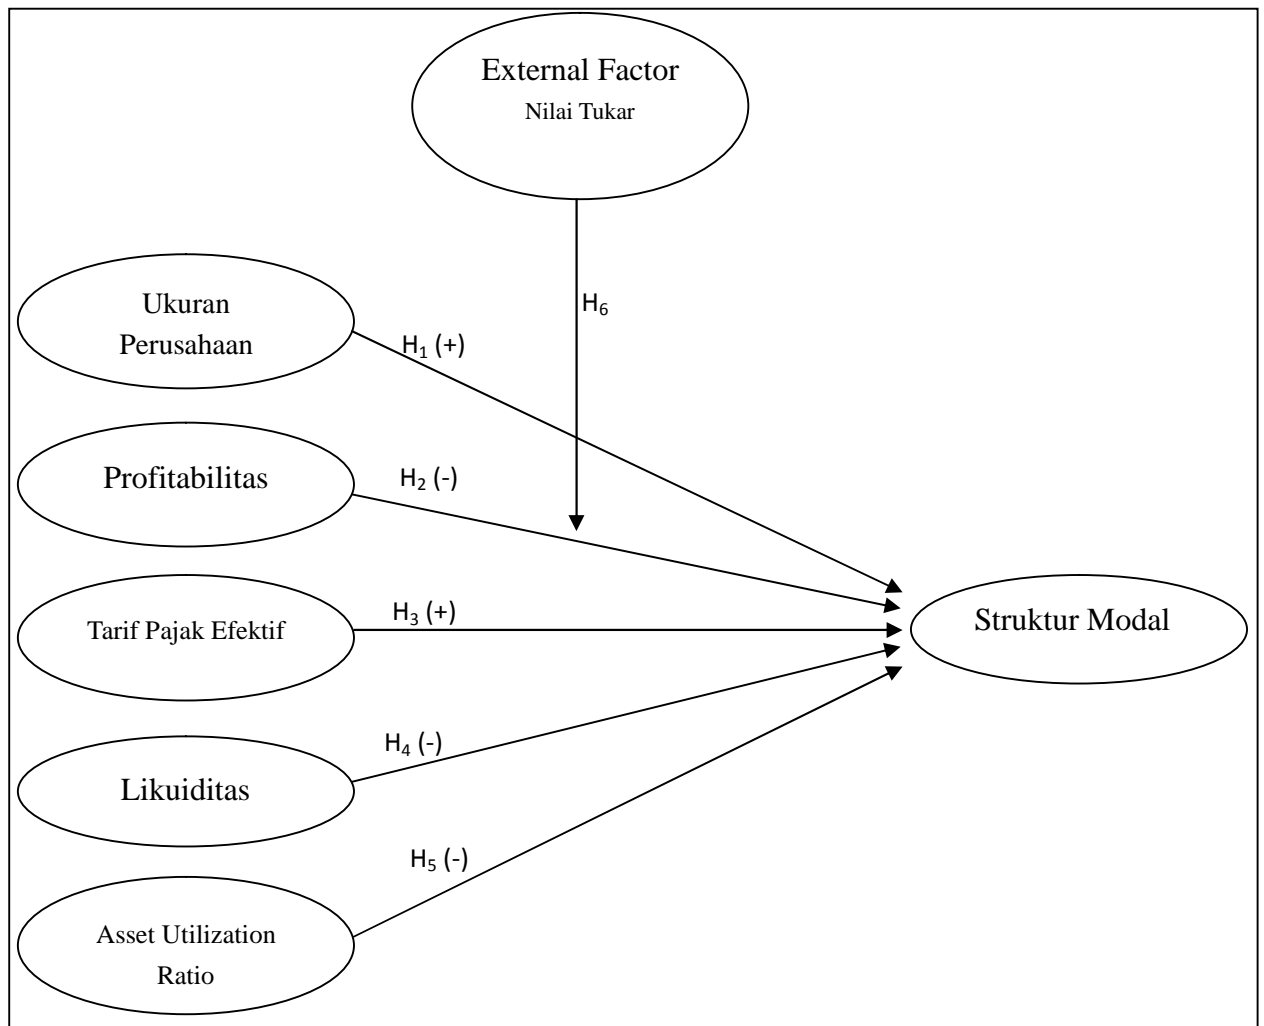 External Factor
Nilai Tukar
H₆
Ukuran
Perusahaan
H₁ (+)
Profitabilitas
H₂ (-)
Tarif Pajak Efektif
H₃ (+)
Struktur Modal
Likuiditas
H₄ (-)
H₅ (-)
Asset Utilization
Ratio